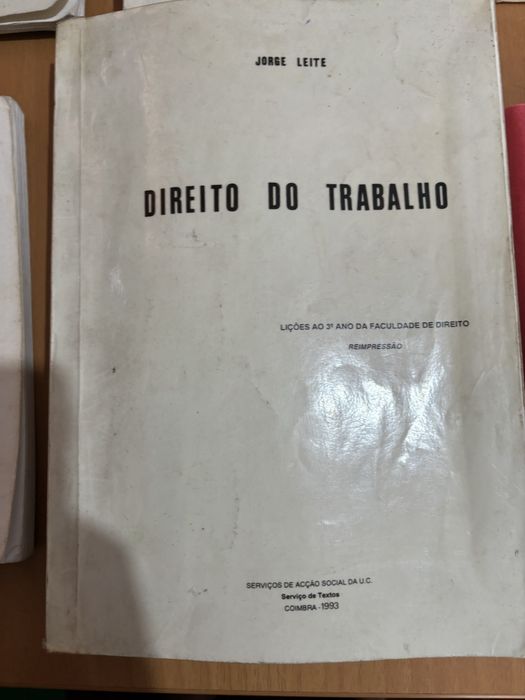 JORGE LEITE
DIREITO DO TRABALHO
LIÇÕES AO 3º ANO DA FACULDADE DE DIREITO
REIMPRESSÃO
SERVIÇOS DE ACÇÃO SOCIAL DA U.C.
Serviço de Textos
COIMBRA - 1993